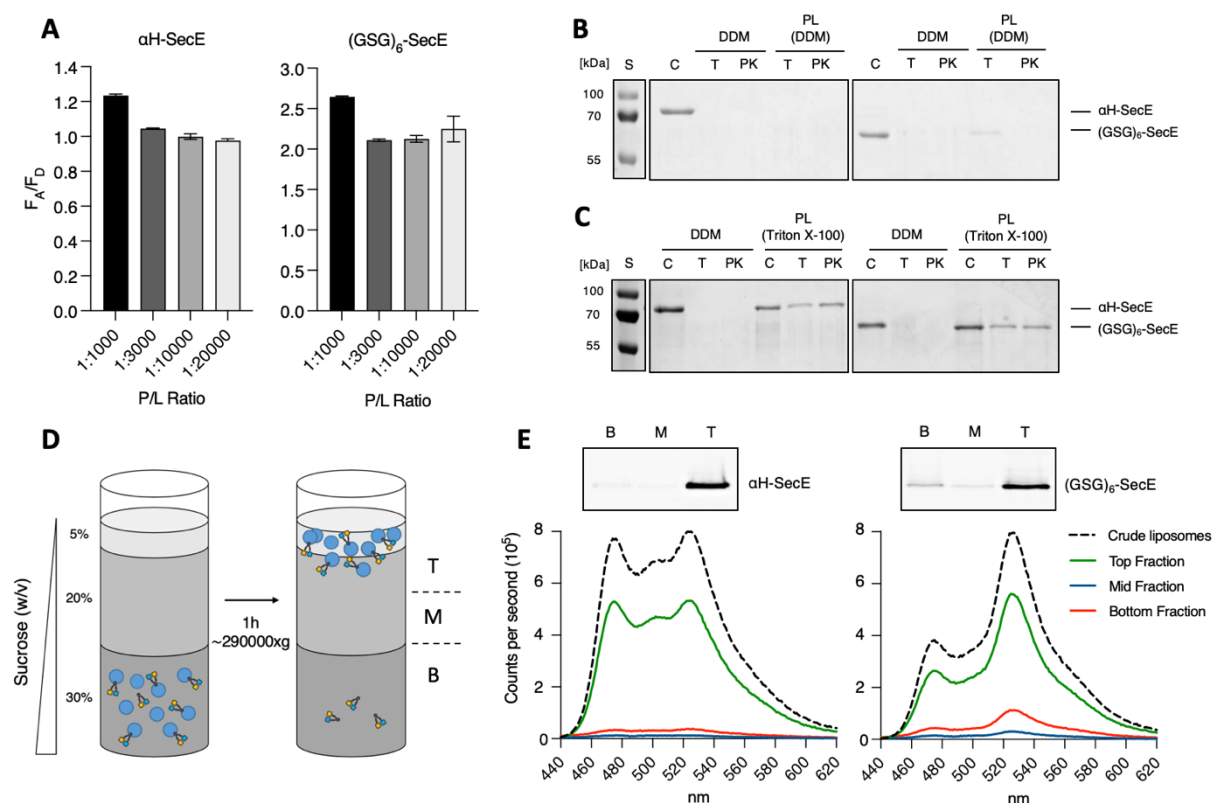 A
αH-SecE
(GSG)6-SecE
FA/FD
1.4
1.2
1.0
0.8
0.6
0.4
0.2
0.0
3.0
2.5
2.0
1.5
1.0
0.5
0.0
1:1000
1:3000
1:10000
1:20000
1:1000
1:3000
1:10000
1:20000
P/L Ratio
P/L Ratio
B
DDM
PL
(DDM)
DDM
PL
(DDM)
[kDa]
S
C
T
PK
T
PK
C
T
PK
T
PK
100
70
55
αH-SecE
(GSG)6-SecE
C
DDM
PL
(Triton X-100)
DDM
PL
(Triton X-100)
[kDa]
S
C
T
PK
C
T
PK
C
T
PK
C
T
PK
100
70
55
αH-SecE
(GSG)6-SecE
D
Sucrose (w/v)
5%
20%
30%
1h
~290000xg
T
M
B
E
B
M
T
αH-SecE
B
M
T
(GSG)6-SecE
Counts per second (10^5)
8
6
4
2
0
440
460
480
500
520
540
560
580
600
620
nm
8
6
4
2
0
440
460
480
500
520
540
560
580
600
620
nm
Crude liposomes
Top Fraction
Mid Fraction
Bottom Fraction